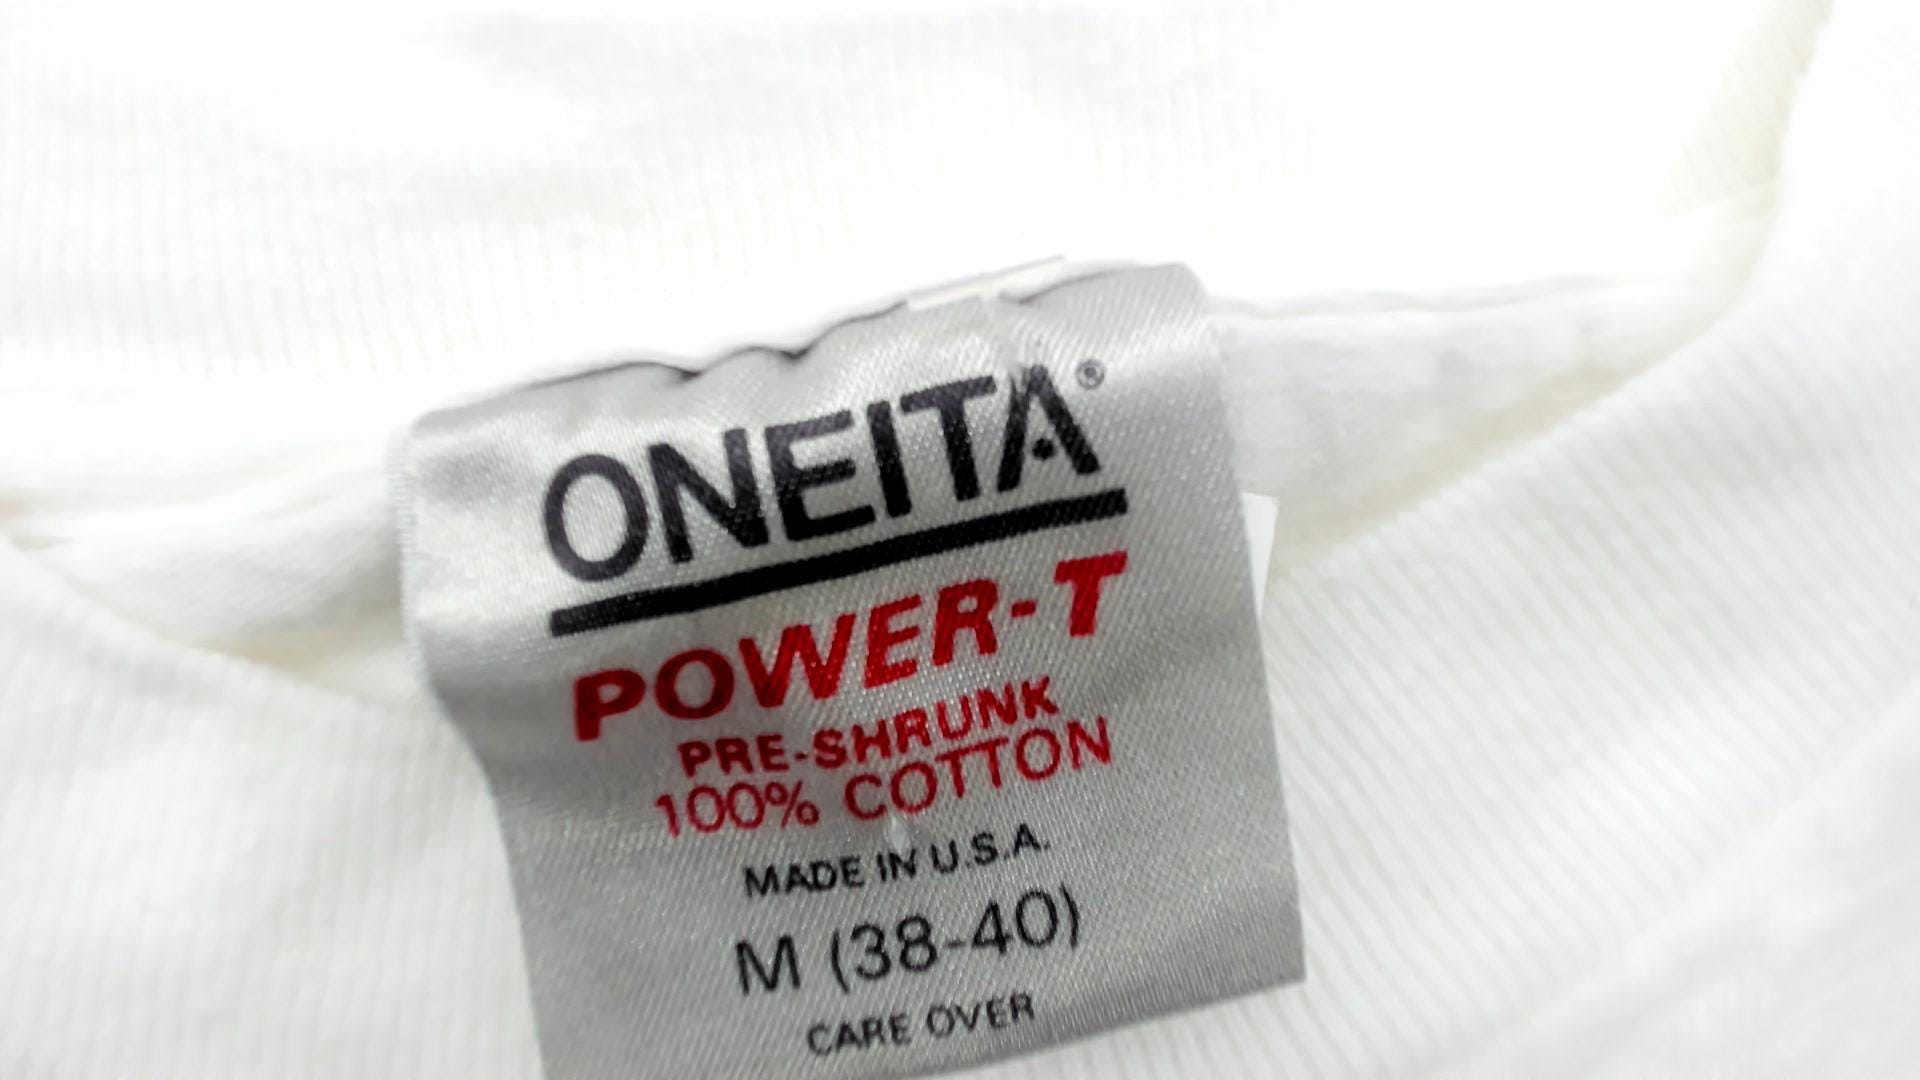 ONEITA®
POWER-T
PRE-SHRUNK
100% COTTON
MADE IN U.S.A.
M (38-40)
CARE OVER